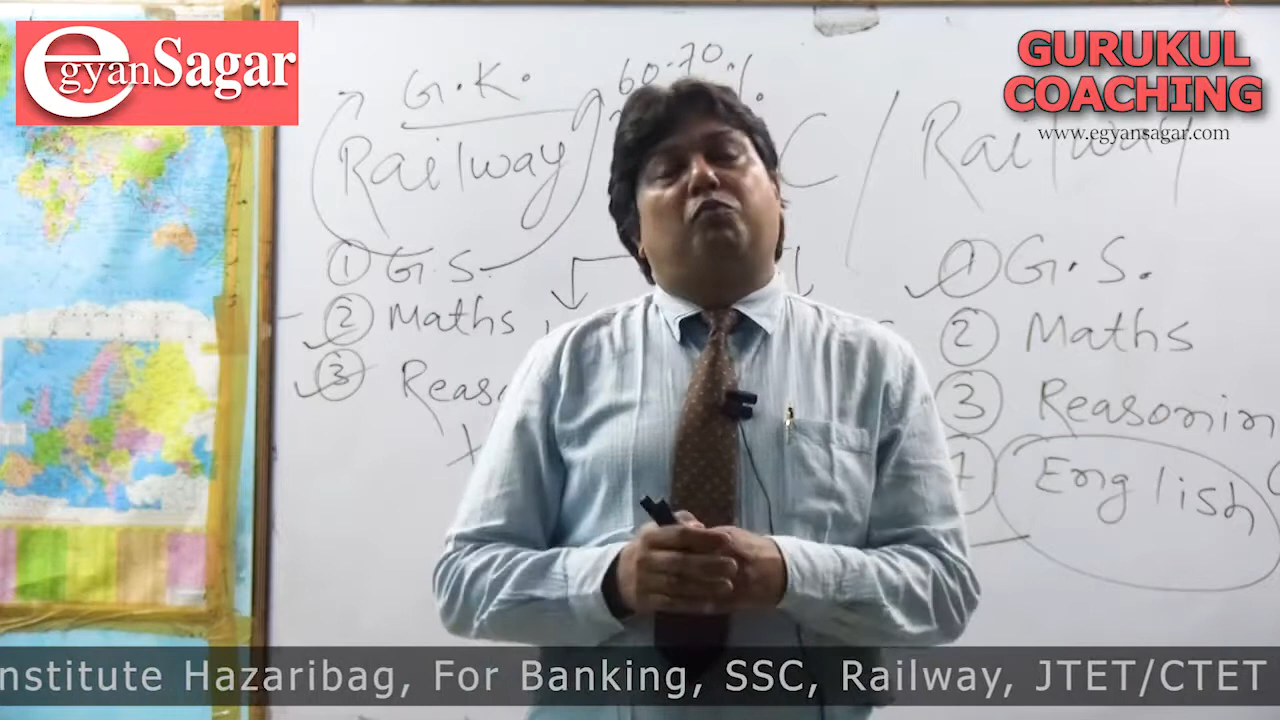 egyanSagar
GURUKUL
COACHING
www.egyansagar.com
G.K. 60-70%
Railway
C / Railway
① G.S.
② Maths
③ Reaso
① G.S.
② Maths
③ Reasonin
English
nstitute Hazaribag, For Banking, SSC, Railway, JTET/CTET